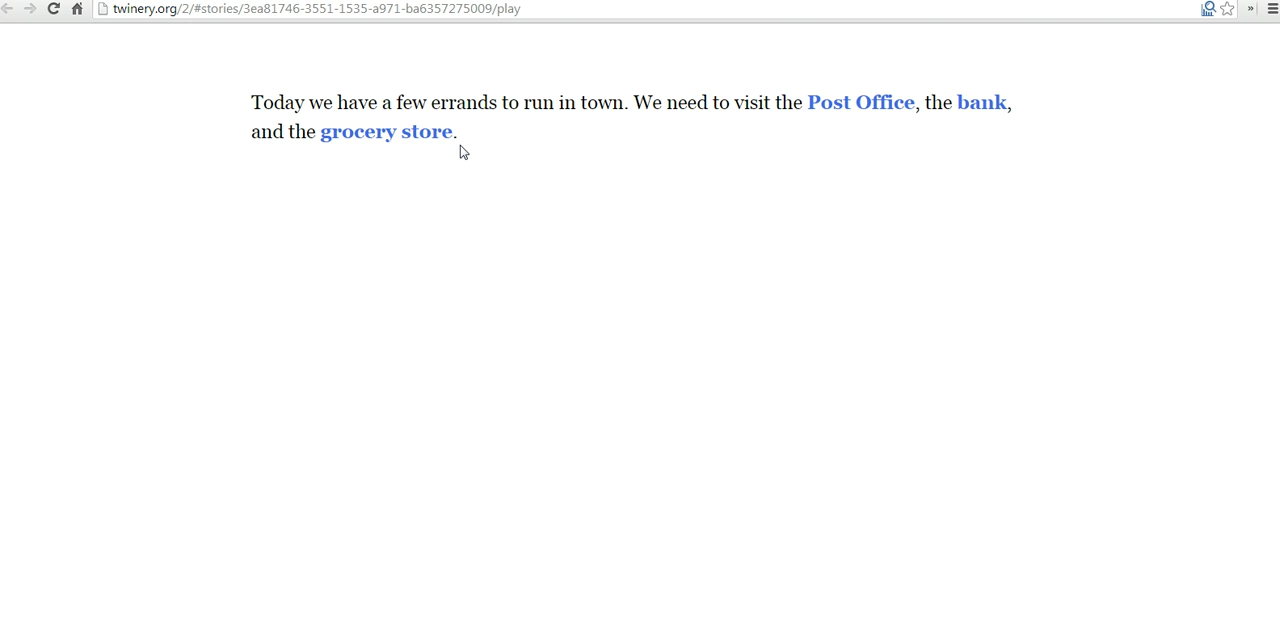 twinery.org/2/#stories/3ea81746-3551-1535-a971-ba6357275009/play
»
Today we have a few errands to run in town. We need to visit the Post Office, the bank,
and the grocery store.